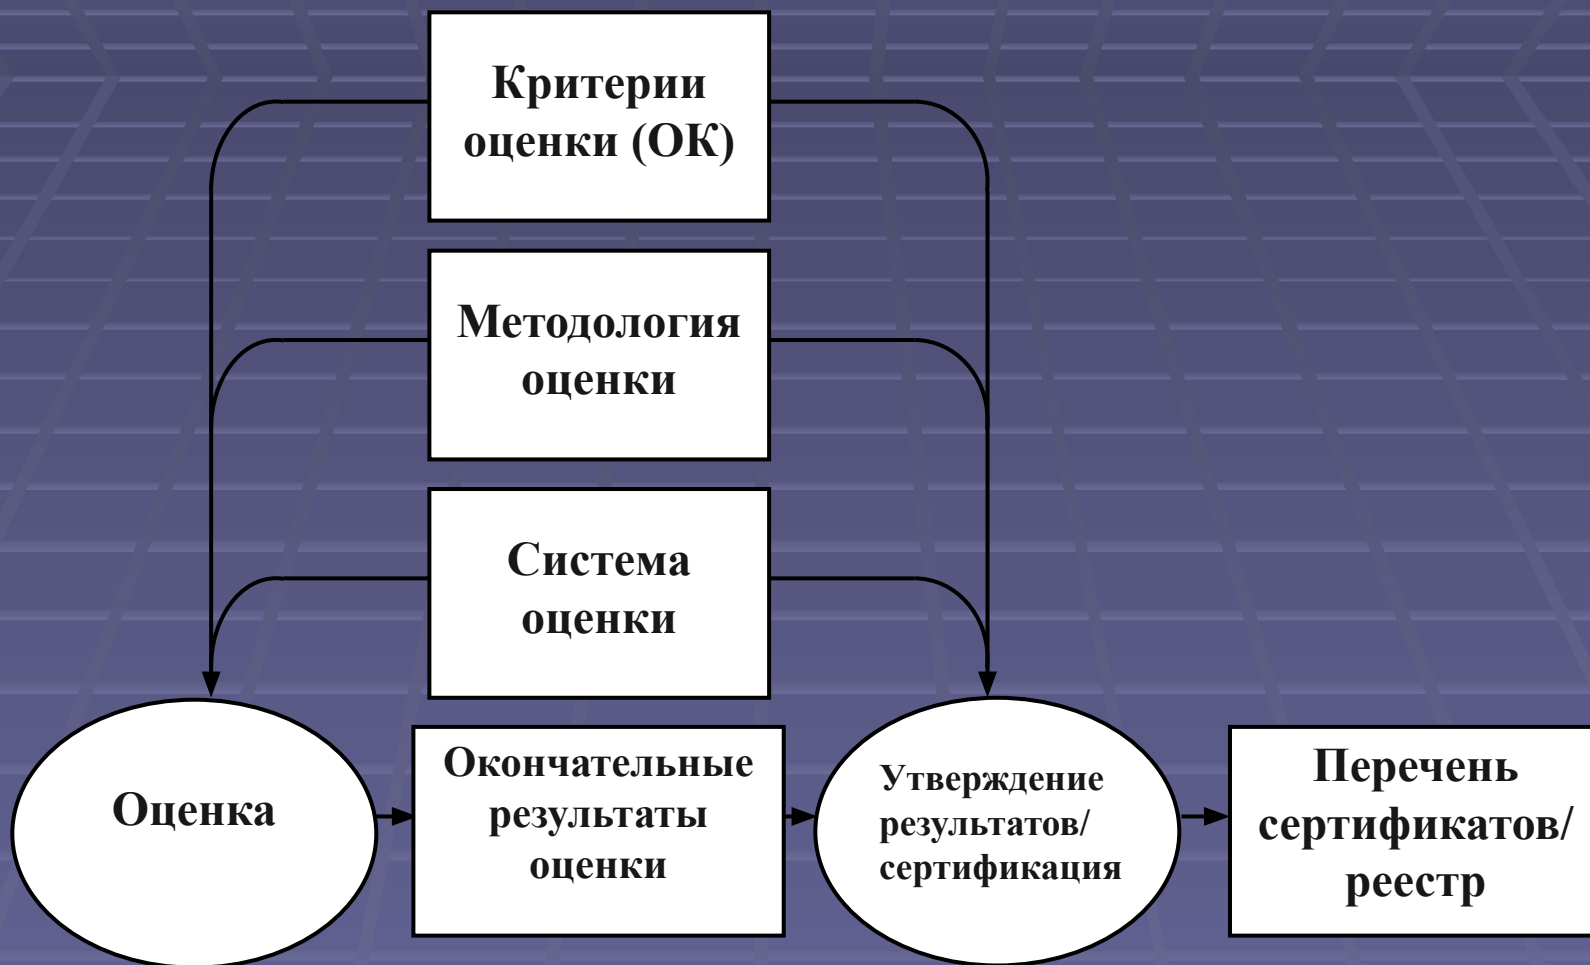 Критерии
оценки (ОК)
Методология
оценки
Система
оценки
Оценка
Окончательные
результаты
оценки
Утверждение
результатов/
сертификация
Перечень
сертификатов/
реестр